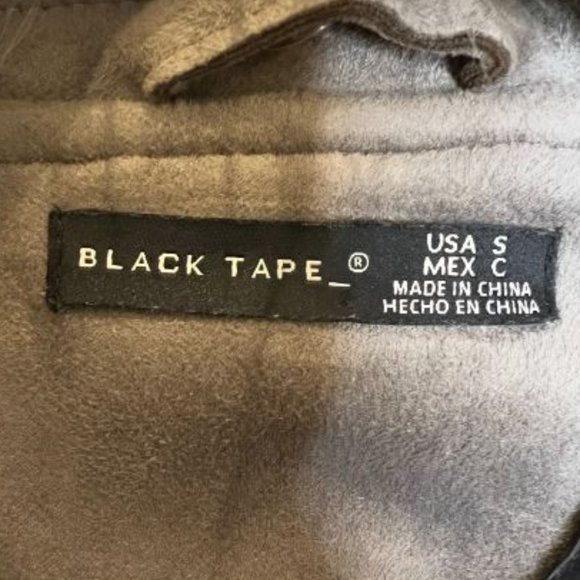 BLACK TAPE_®
USA S
MEX C
MADE IN CHINA
HECHO EN CHINA